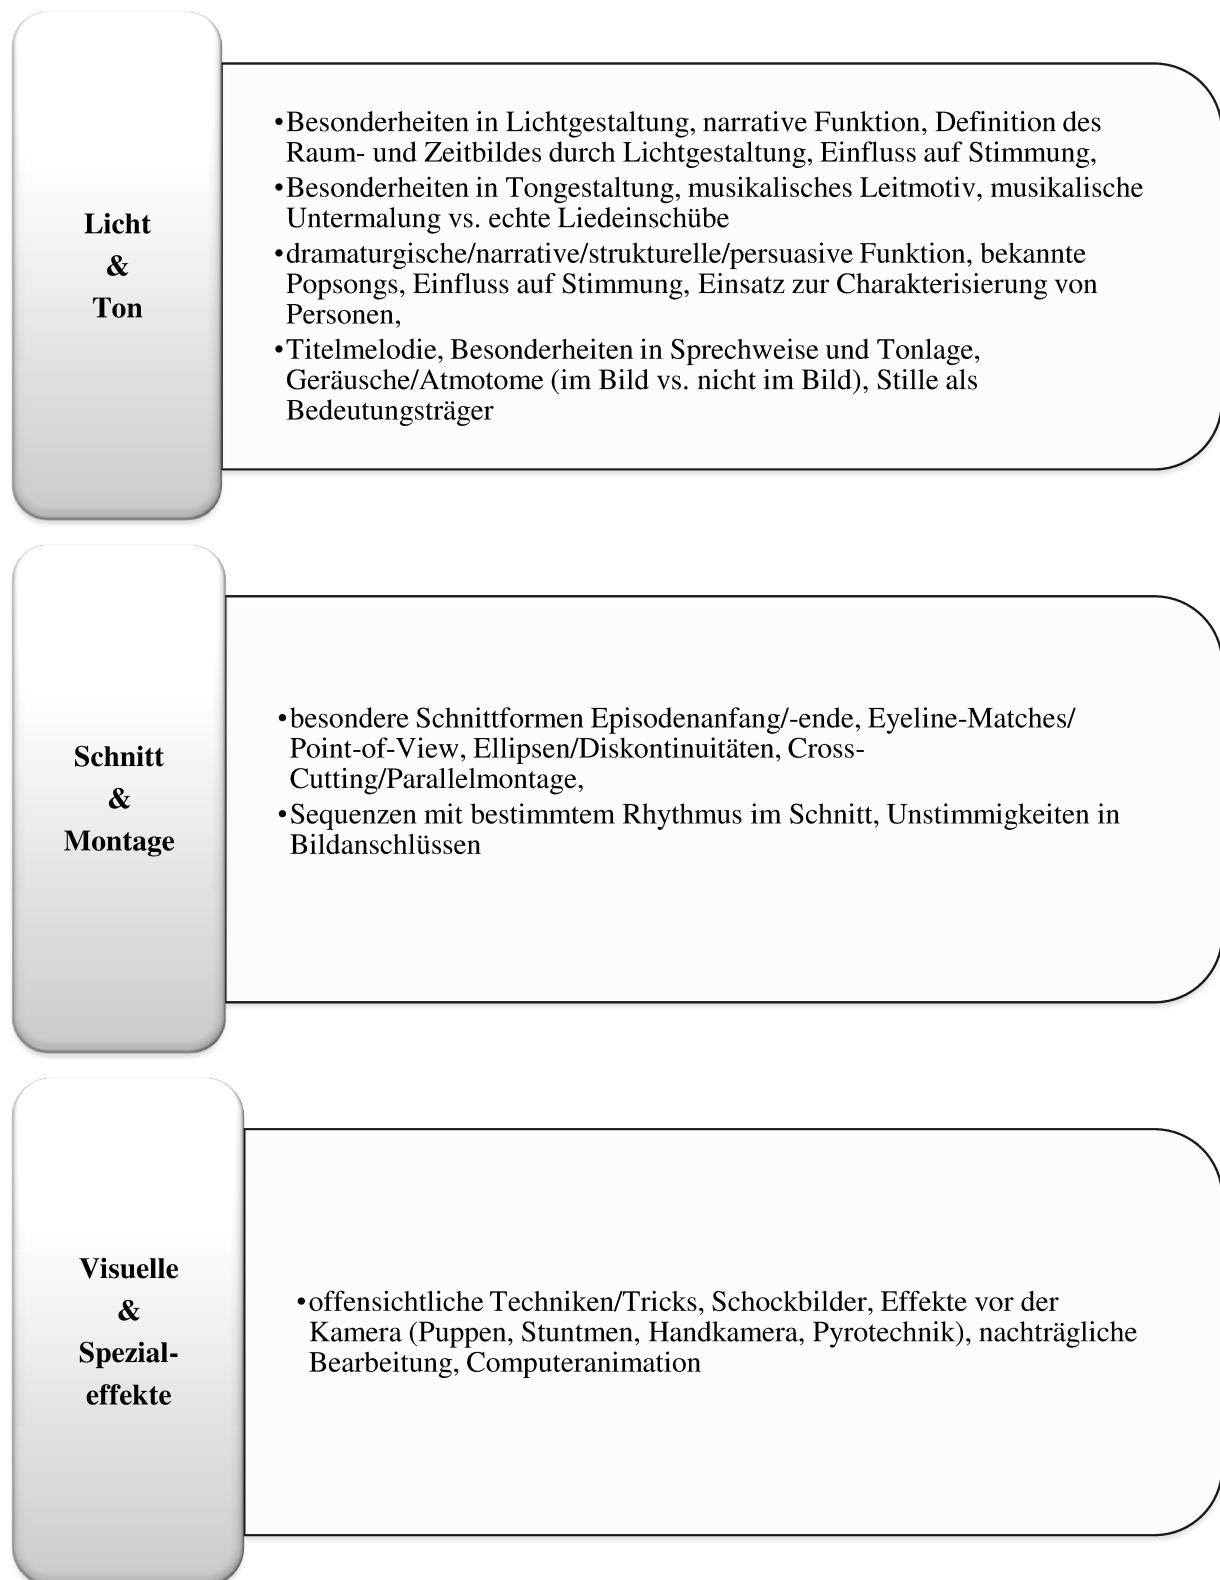 Licht
&
Ton
•Besonderheiten in Lichtgestaltung, narrative Funktion, Definition des
Raum- und Zeitbildes durch Lichtgestaltung, Einfluss auf Stimmung,
•Besonderheiten in Tongestaltung, musikalisches Leitmotiv, musikalische
Untermalung vs. echte Liedeinschübe
•dramaturgische/narrative/strukturelle/persuasive Funktion, bekannte
Popsongs, Einfluss auf Stimmung, Einsatz zur Charakterisierung von
Personen,
•Titelmelodie, Besonderheiten in Sprechweise und Tonlage,
Geräusche/Atmotome (im Bild vs. nicht im Bild), Stille als
Bedeutungsträger
Schnitt
&
Montage
•besondere Schnittformen Episodenanfang/-ende, Eyeline-Matches/
Point-of-View, Ellipsen/Diskontinuitäten, Cross-
Cutting/Parallelmontage,
•Sequenzen mit bestimmtem Rhythmus im Schnitt, Unstimmigkeiten in
Bildanschlüssen
Visuelle
&
Spezial-
effekte
•offensichtliche Techniken/Tricks, Schockbilder, Effekte vor der
Kamera (Puppen, Stuntmen, Handkamera, Pyrotechnik), nachträgliche
Bearbeitung, Computeranimation